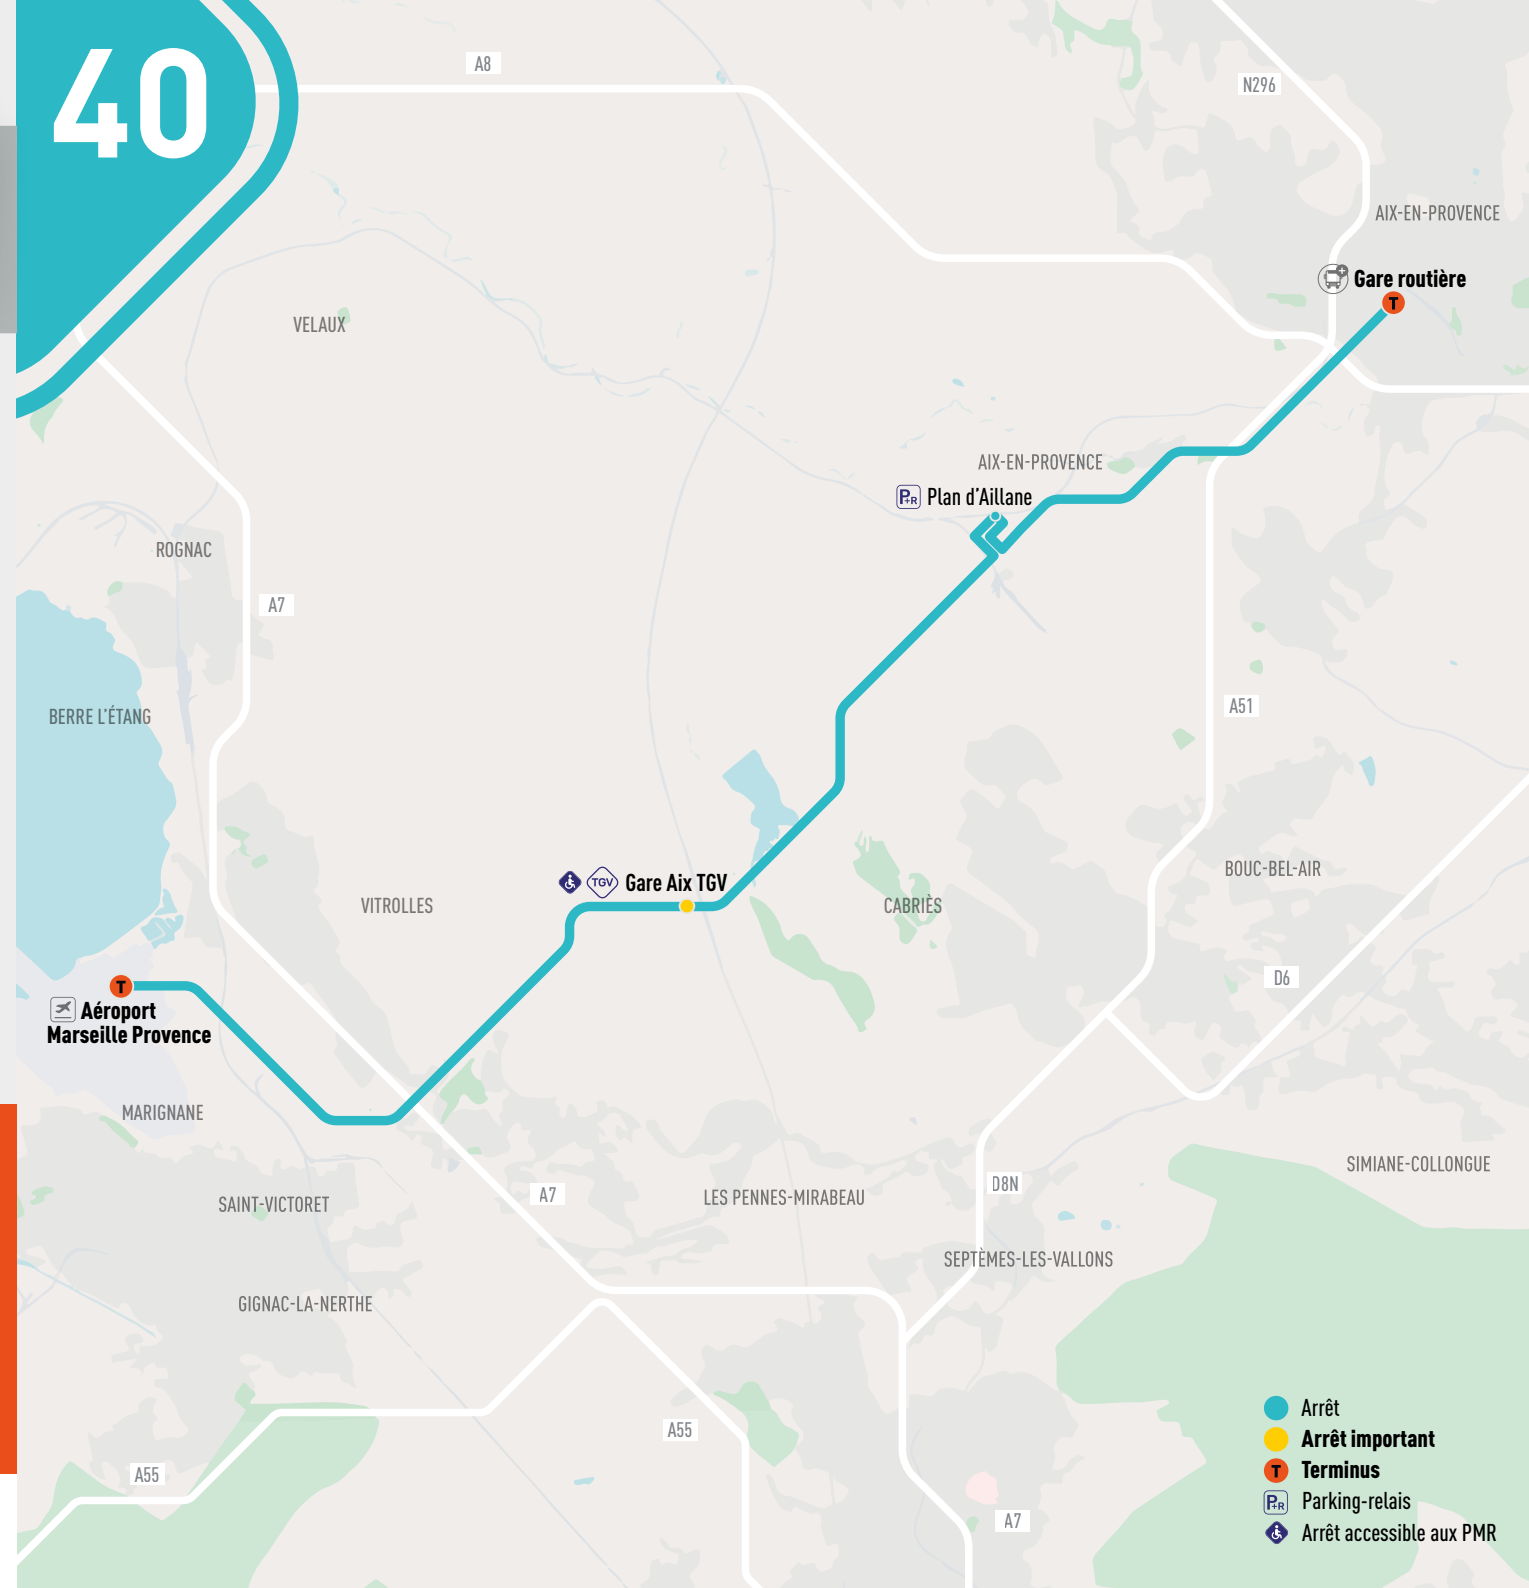 40
A8
N296
AIX-EN-PROVENCE
Gare routière
T
VELAUX
AIX-EN-PROVENCE
P+R Plan d'Aillane
ROGNAC
A7
BERRE L'ÉTANG
A51
BOUC-BEL-AIR
TGV Gare Aix TGV
VITROLLES
CABRIÈS
D6
T
Aéroport
Marseille Provence
MARIGNANE
SIMIANE-COLLONGUE
D8N
A7
LES PENNES-MIRABEAU
SAINT-VICTORET
SEPTÈMES-LES-VALLONS
GIGNAC-LA-NERTHE
A55
A55
A7
Arrêt
Arrêt important
T Terminus
P+R Parking-relais
Arrêt accessible aux PMR